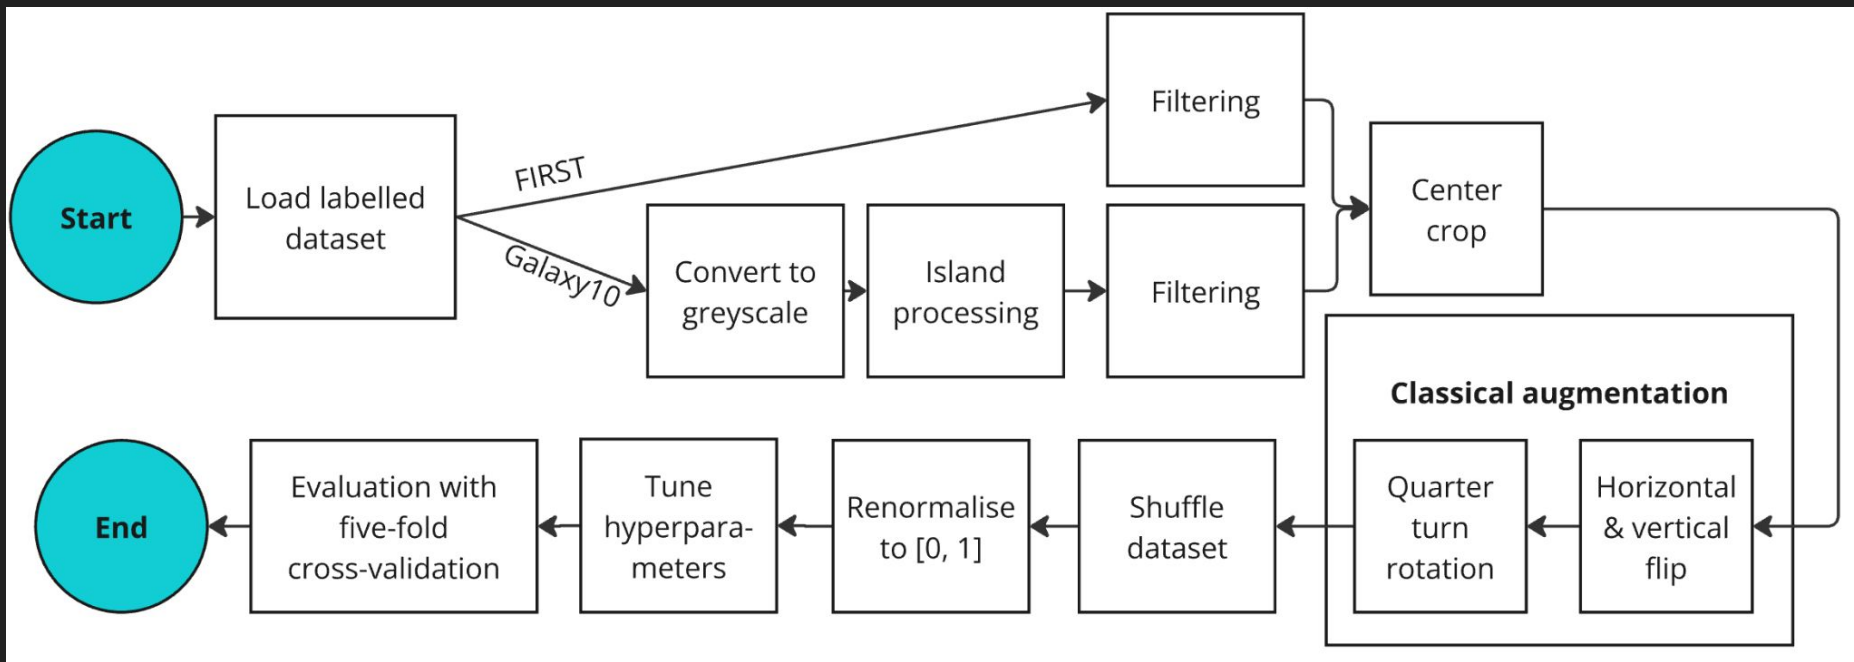 Start
Load labelled
dataset
FIRST
Galaxy10
Filtering
Convert to
greyscale
Island
processing
Filtering
Center
crop
Classical augmentation
Horizontal
& vertical
flip
Quarter
turn
rotation
Shuffle
dataset
Renormalise
to [0, 1]
Tune
hyperpara-
meters
Evaluation with
five-fold
cross-validation
End